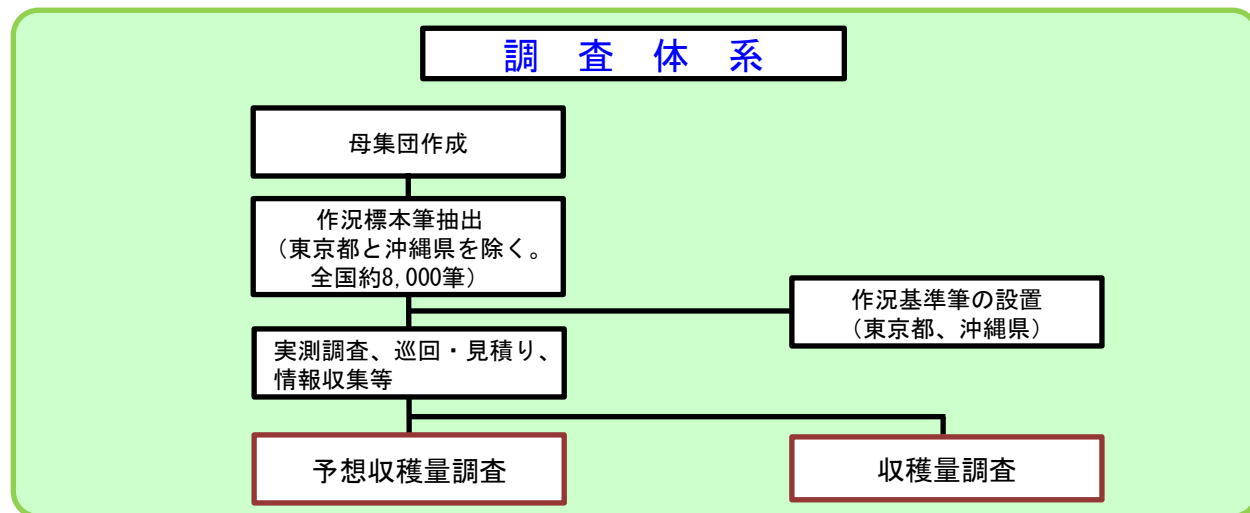 調　査　体　系
母集団作成
作況標本筆抽出
（東京都と沖縄県を除く。
全国約8,000筆）
作況基準筆の設置
（東京都、沖縄県）
実測調査、巡回・見積り、
情報収集等
予想収穫量調査
収穫量調査